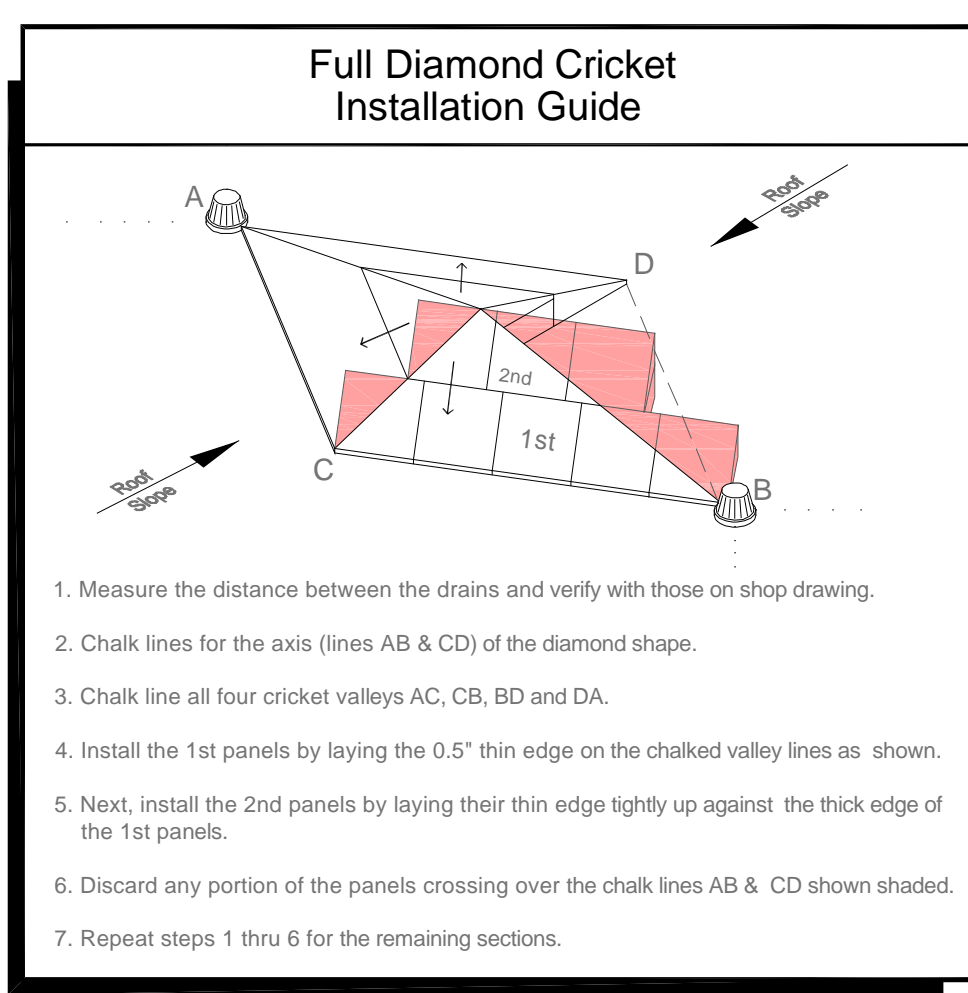 Full Diamond Cricket
Installation Guide
A
Roof
Slope
D
2nd
1st
C
B
Roof
Slope
1. Measure the distance between the drains and verify with those on shop drawing.
2. Chalk lines for the axis (lines AB & CD) of the diamond shape.
3. Chalk line all four cricket valleys AC, CB, BD and DA.
4. Install the 1st panels by laying the 0.5" thin edge on the chalked valley lines as shown.
5. Next, install the 2nd panels by laying their thin edge tightly up against the thick edge of
the 1st panels.
6. Discard any portion of the panels crossing over the chalk lines AB & CD shown shaded.
7. Repeat steps 1 thru 6 for the remaining sections.